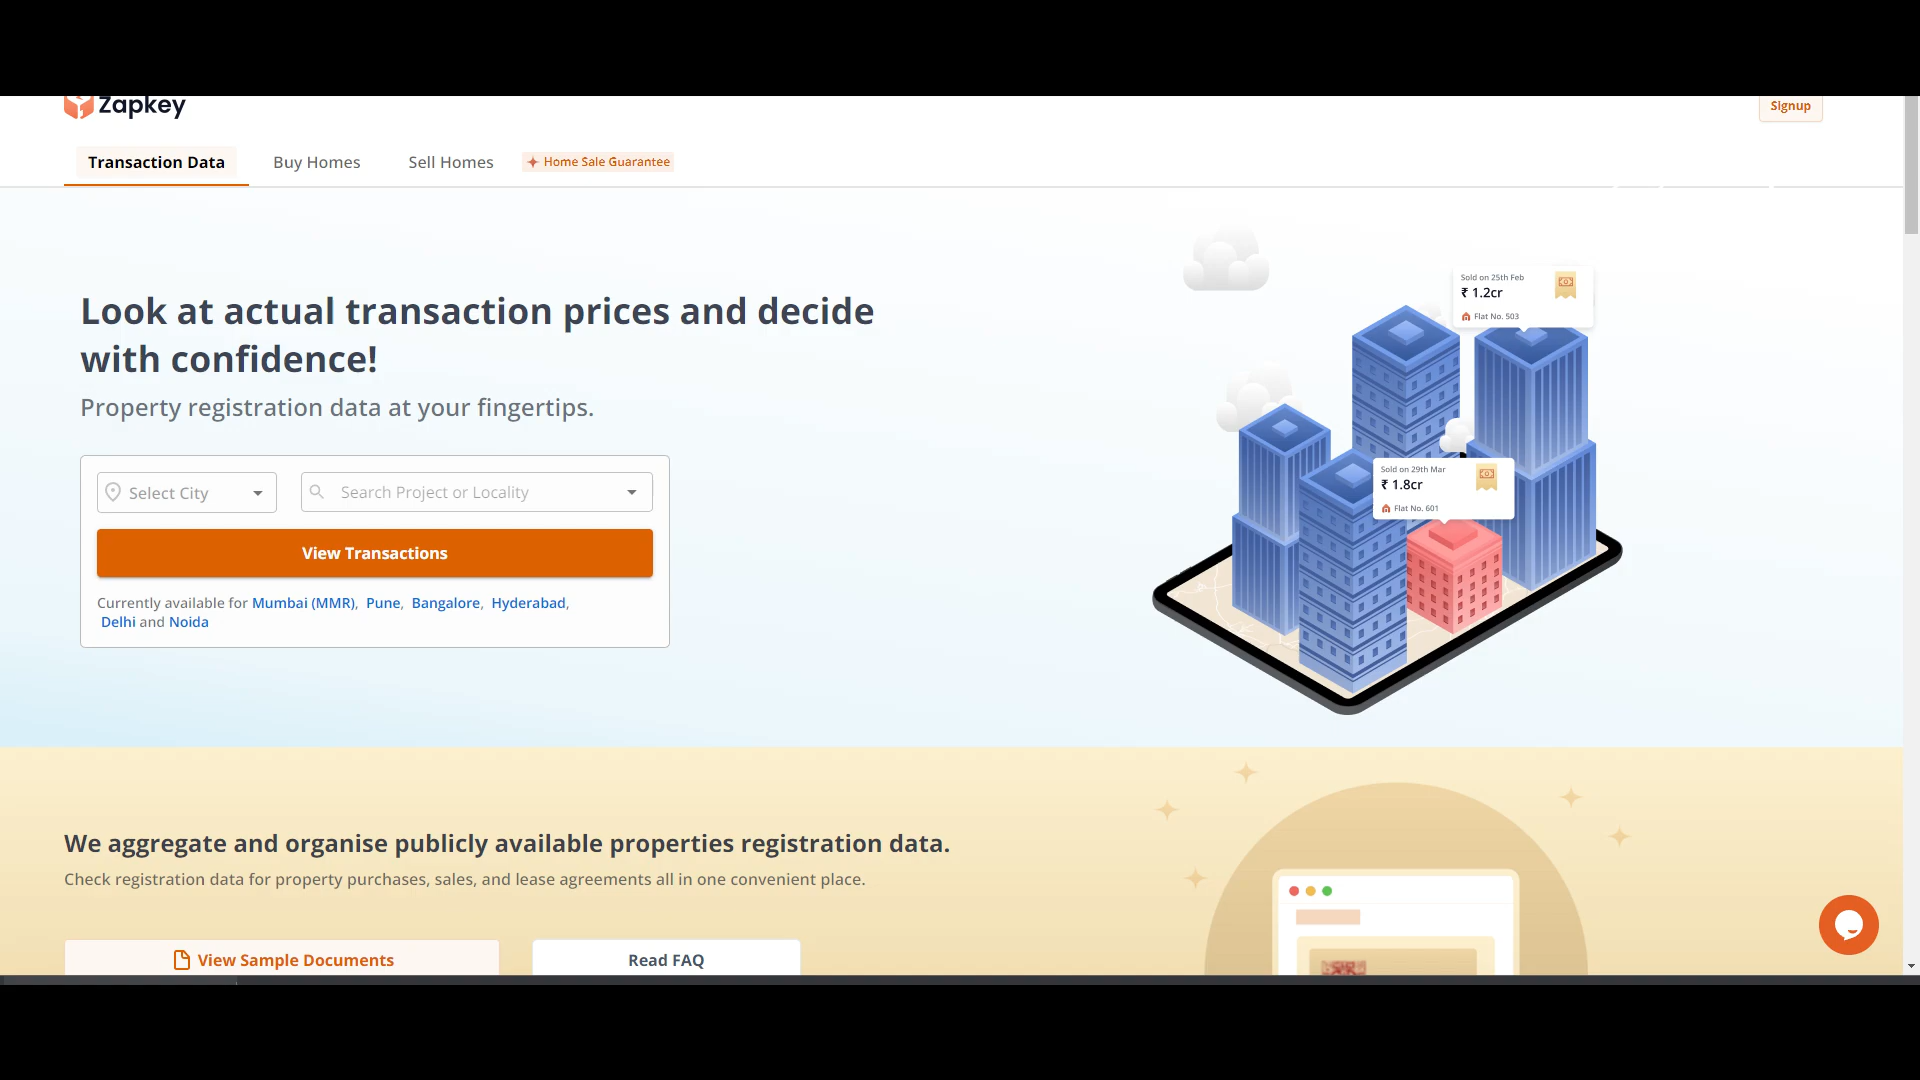 Zapkey
Signup
Transaction Data
Buy Homes
Sell Homes
Home Sale Guarantee
Look at actual transaction prices and decide
with confidence!
Property registration data at your fingertips.
Select City
Search Project or Locality
View Transactions
Currently available for Mumbai (MMR), Pune, Bangalore, Hyderabad,
Delhi and Noida
Sold on 25th Feb
₹ 1.2cr
Flat No. 503
Sold on 29th Mar
₹ 1.8cr
Flat No. 601
We aggregate and organise publicly available properties registration data.
Check registration data for property purchases, sales, and lease agreements all in one convenient place.
View Sample Documents
Read FAQ